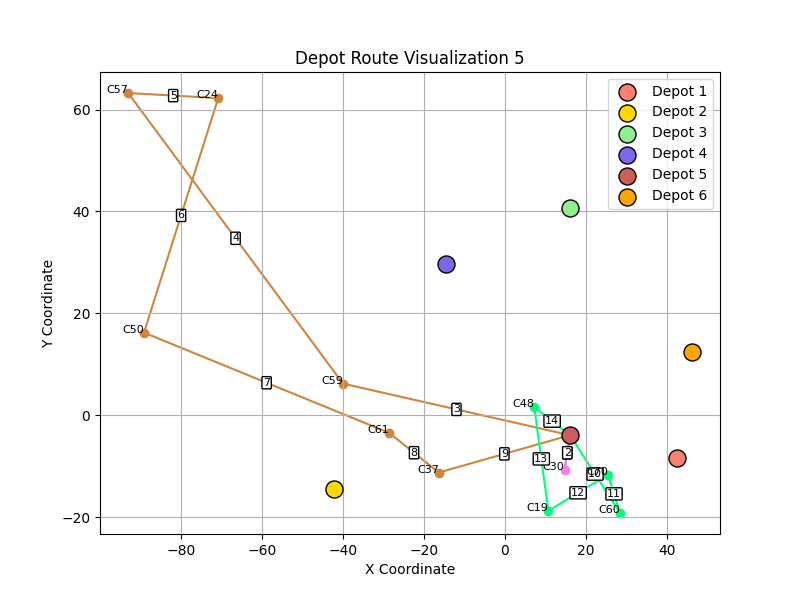 Depot Route Visualization 5
Depot 1
Depot 2
Depot 3
Depot 4
Depot 5
Depot 6
C57
5
C24
6
4
C50
7
C59
3
C48
14
C61
8
9
2
13
C37
C30
10
C70
12
11
C19
C60
60
40
20
0
−20
−80
−60
−40
−20
0
20
40
X Coordinate
Y Coordinate